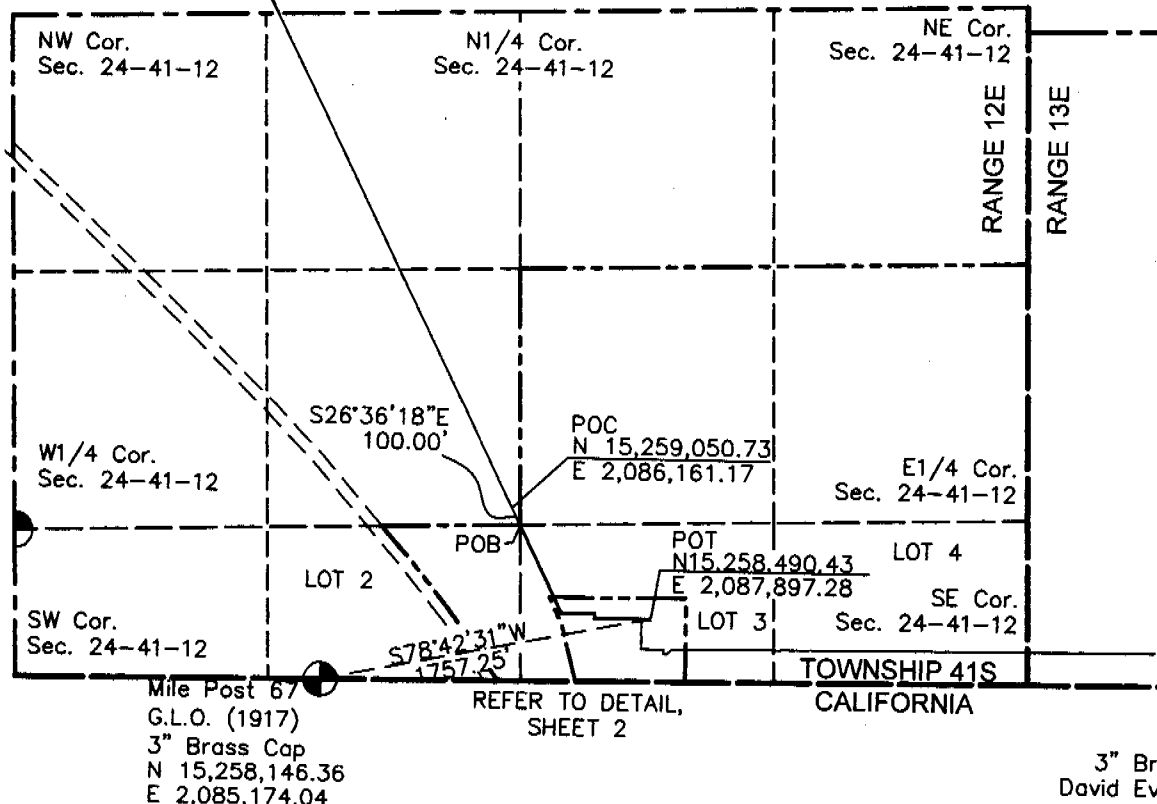 NW Cor.
Sec. 24-41-12
N1/4 Cor.
Sec. 24-41-12
NE Cor.
Sec. 24-41-12
RANGE 12E
RANGE 13E
S26°36'18"E
100.00'
POC
N 15,259,050.73
E 2,086,161.17
W1/4 Cor.
Sec. 24-41-12
E1/4 Cor.
Sec. 24-41-12
POB
POT
N15,258,490.43
E 2,087,897.28
LOT 4
LOT 2
SW Cor.
Sec. 24-41-12
LOT 3
SE Cor.
Sec. 24-41-12
S78°42'31"W
1757.25'
TOWNSHIP 41S
CALIFORNIA
Mile Post 67
G.L.O. (1917)
3" Brass Cap
N 15,258,146.36
E 2,085,174.04
REFER TO DETAIL,
SHEET 2
3" Br
David Ev